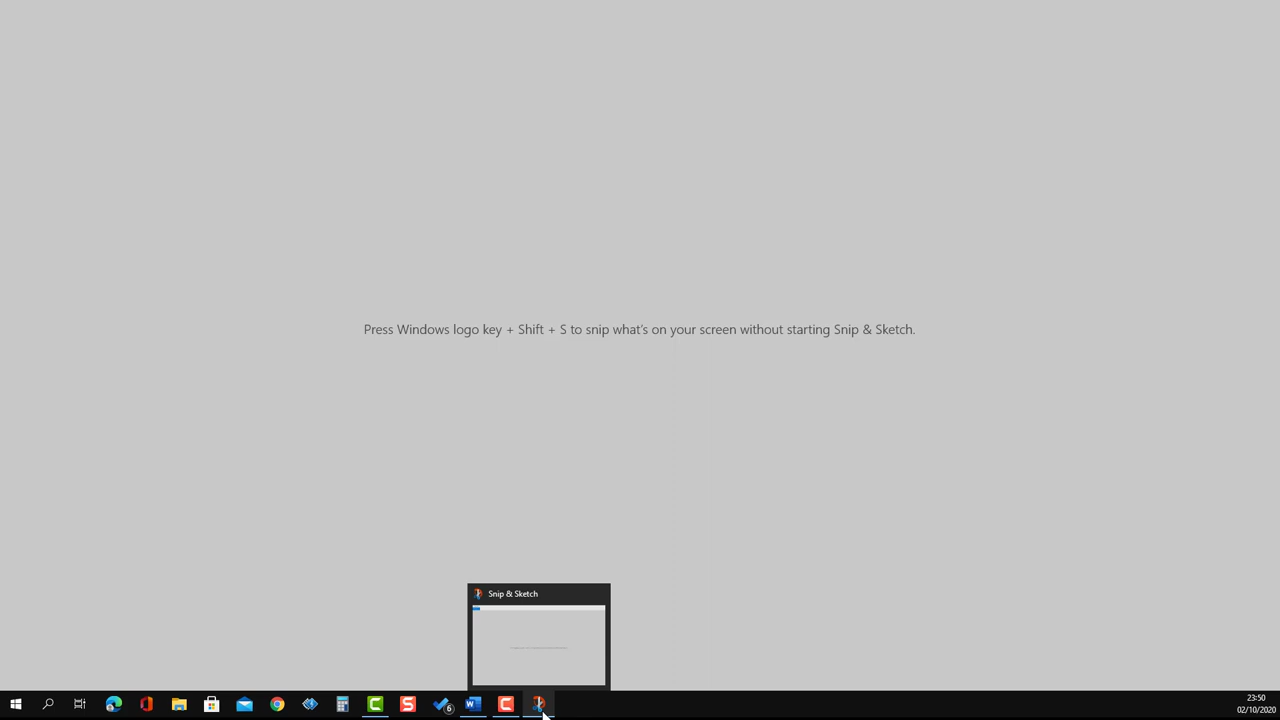 Press Windows logo key + Shift + S to snip what's on your screen without starting Snip & Sketch.
Snip & Sketch
6
23:50
02/10/2020